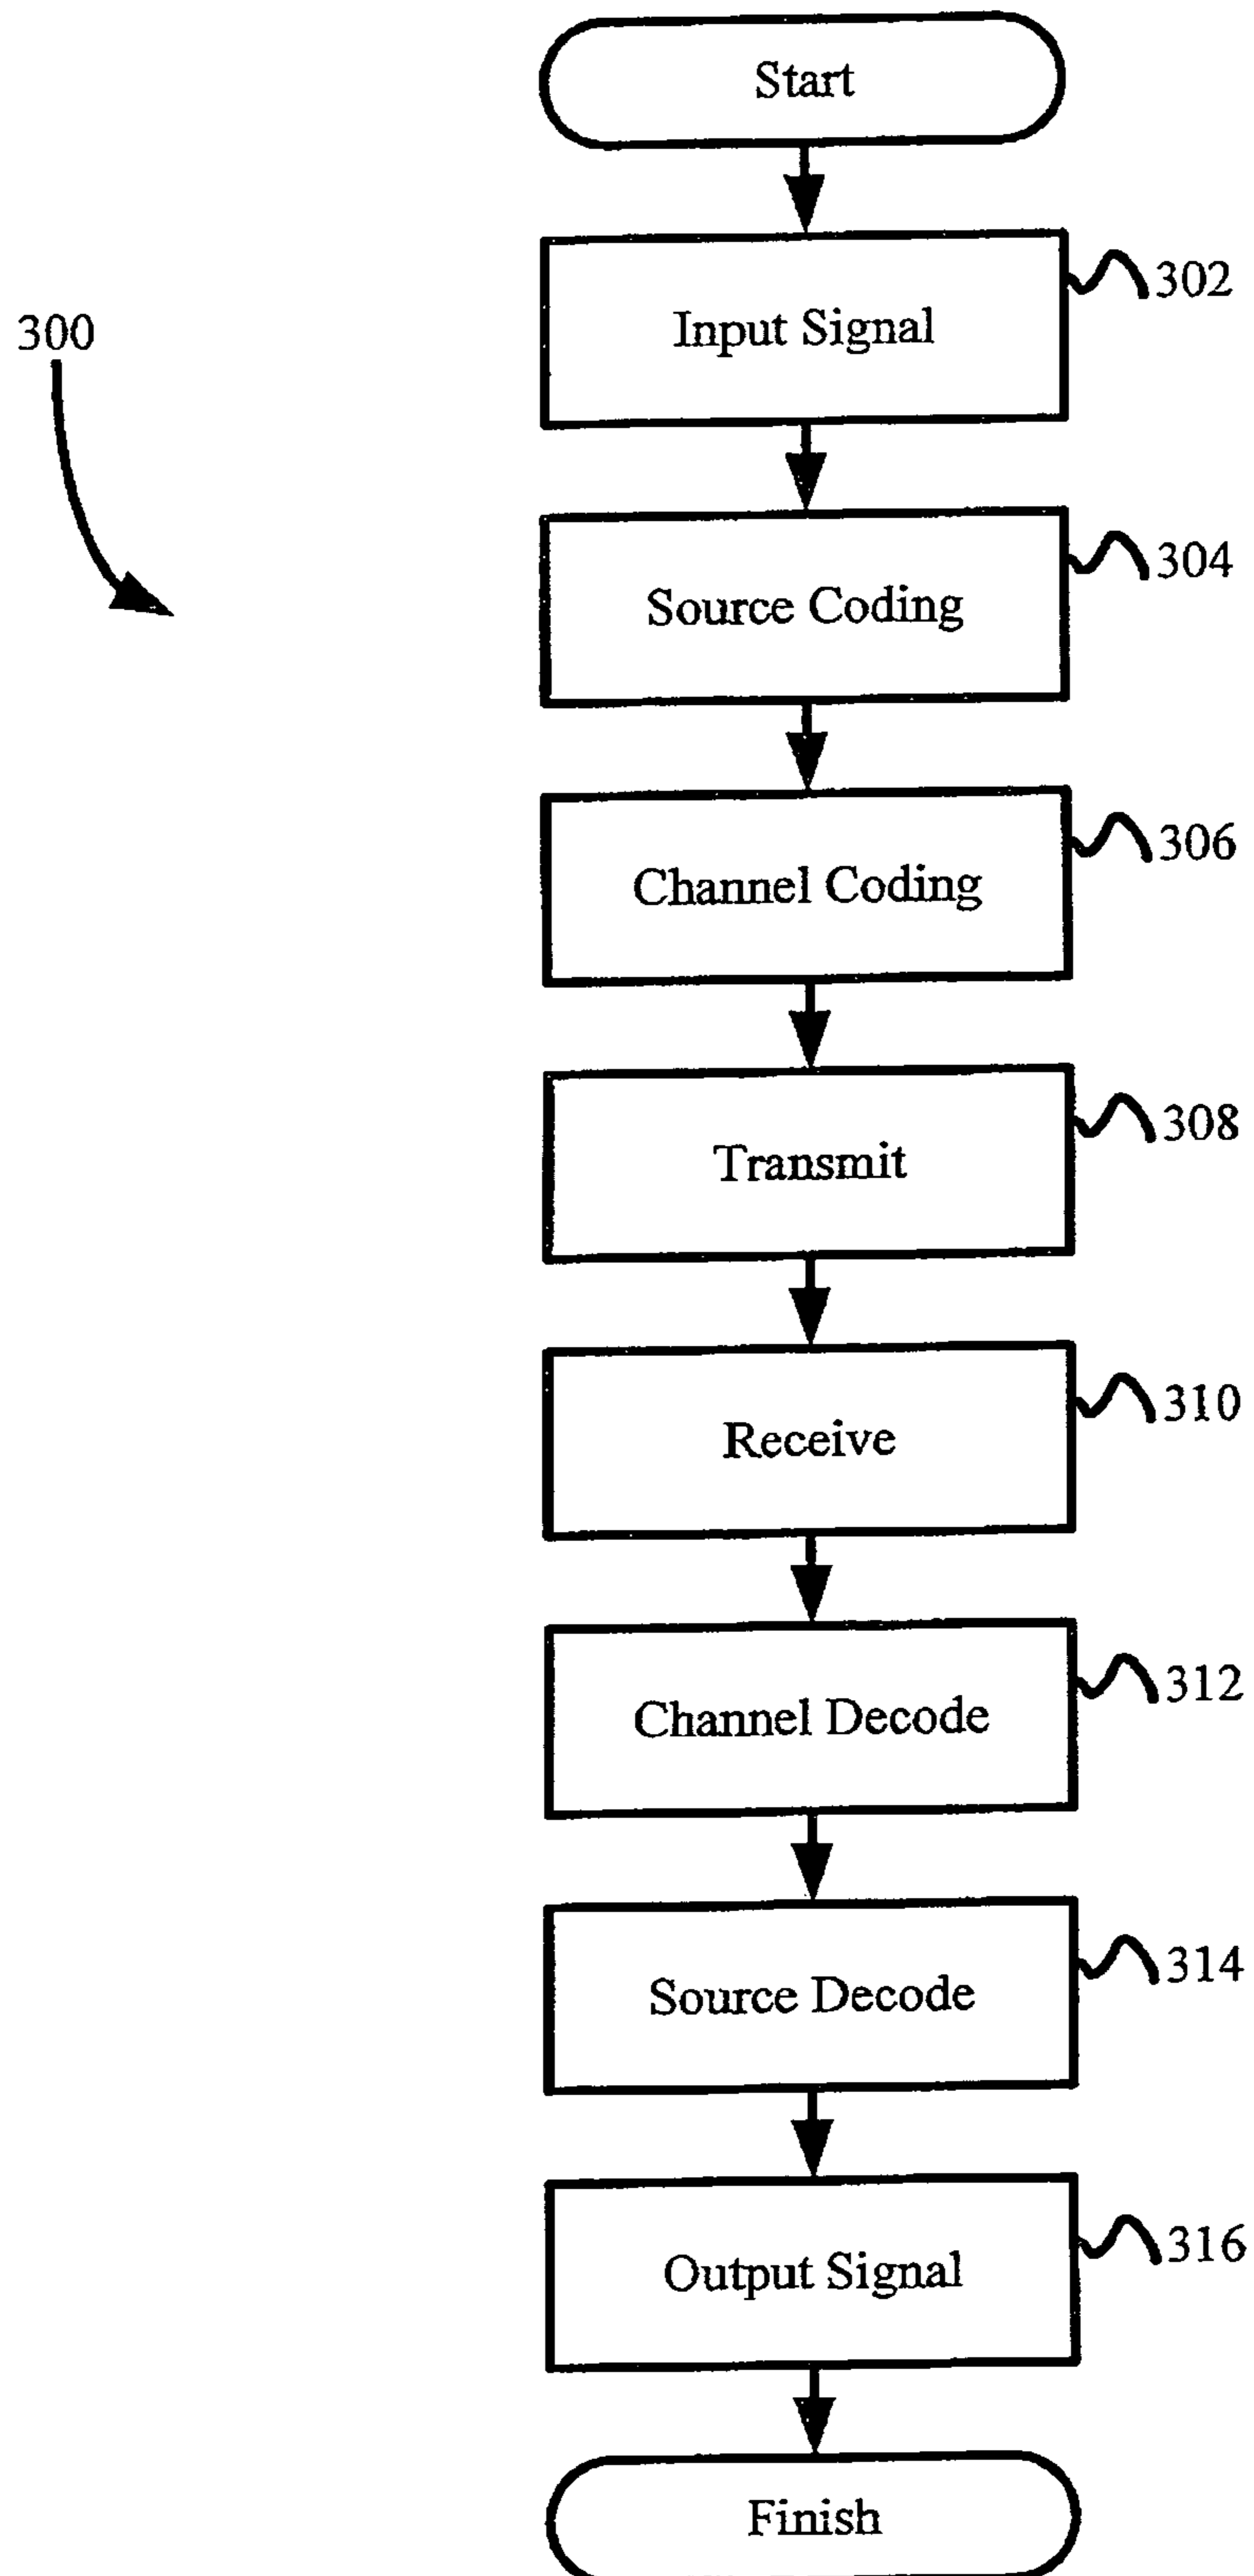 Start
302
Input Signal
300
304
Source Coding
306
Channel Coding
308
Transmit
310
Receive
312
Channel Decode
314
Source Decode
316
Output Signal
Finish